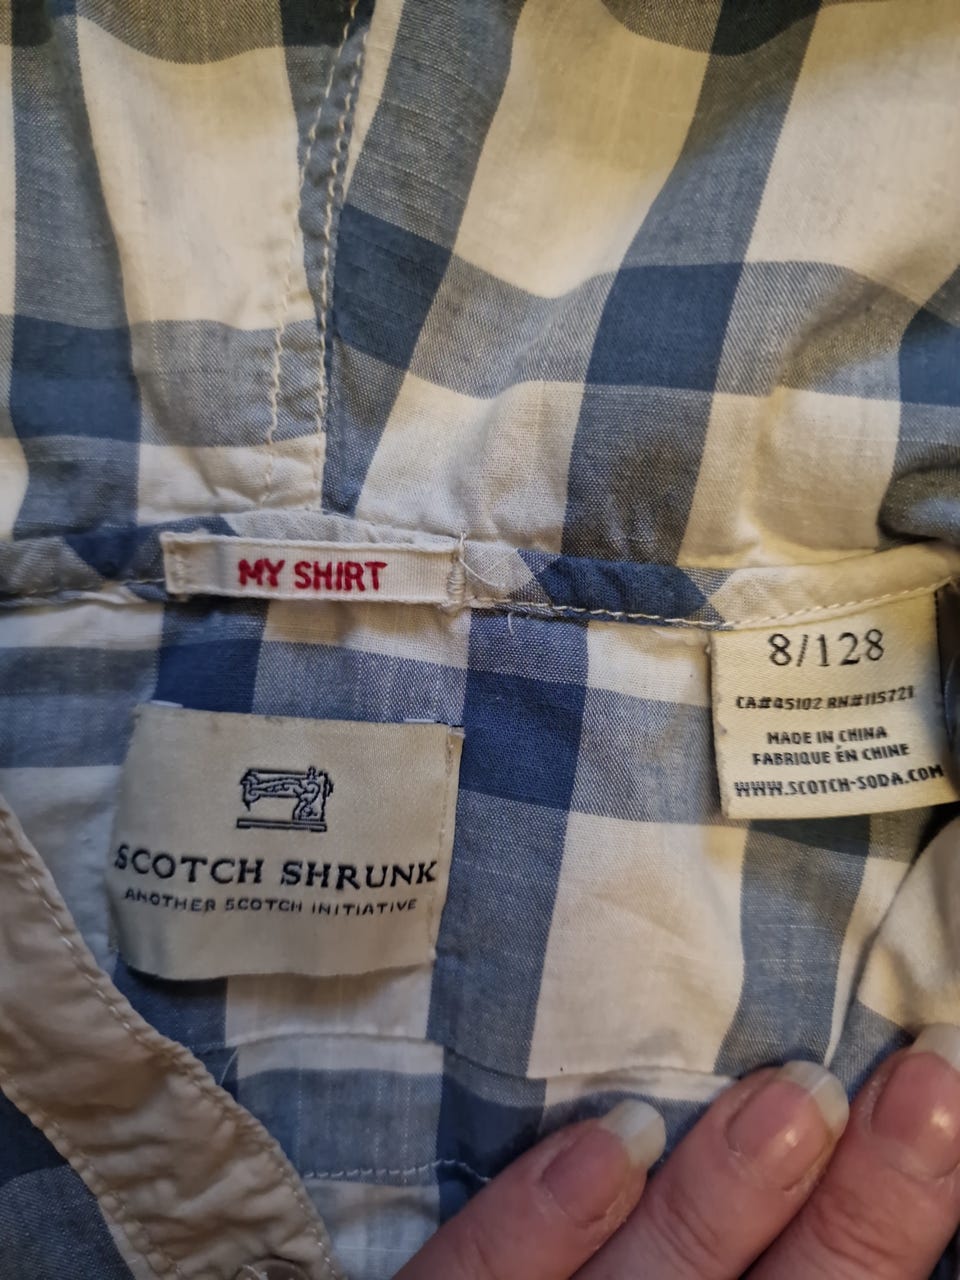 MY SHIRT
8/128
CA#45102 RN#115721
MADE IN CHINA
FABRIQUE ÉN CHINE
WWW.SCOTCH-SODA.COM
SCOTCH SHRUNK
ANOTHER SCOTCH INITIATIVE